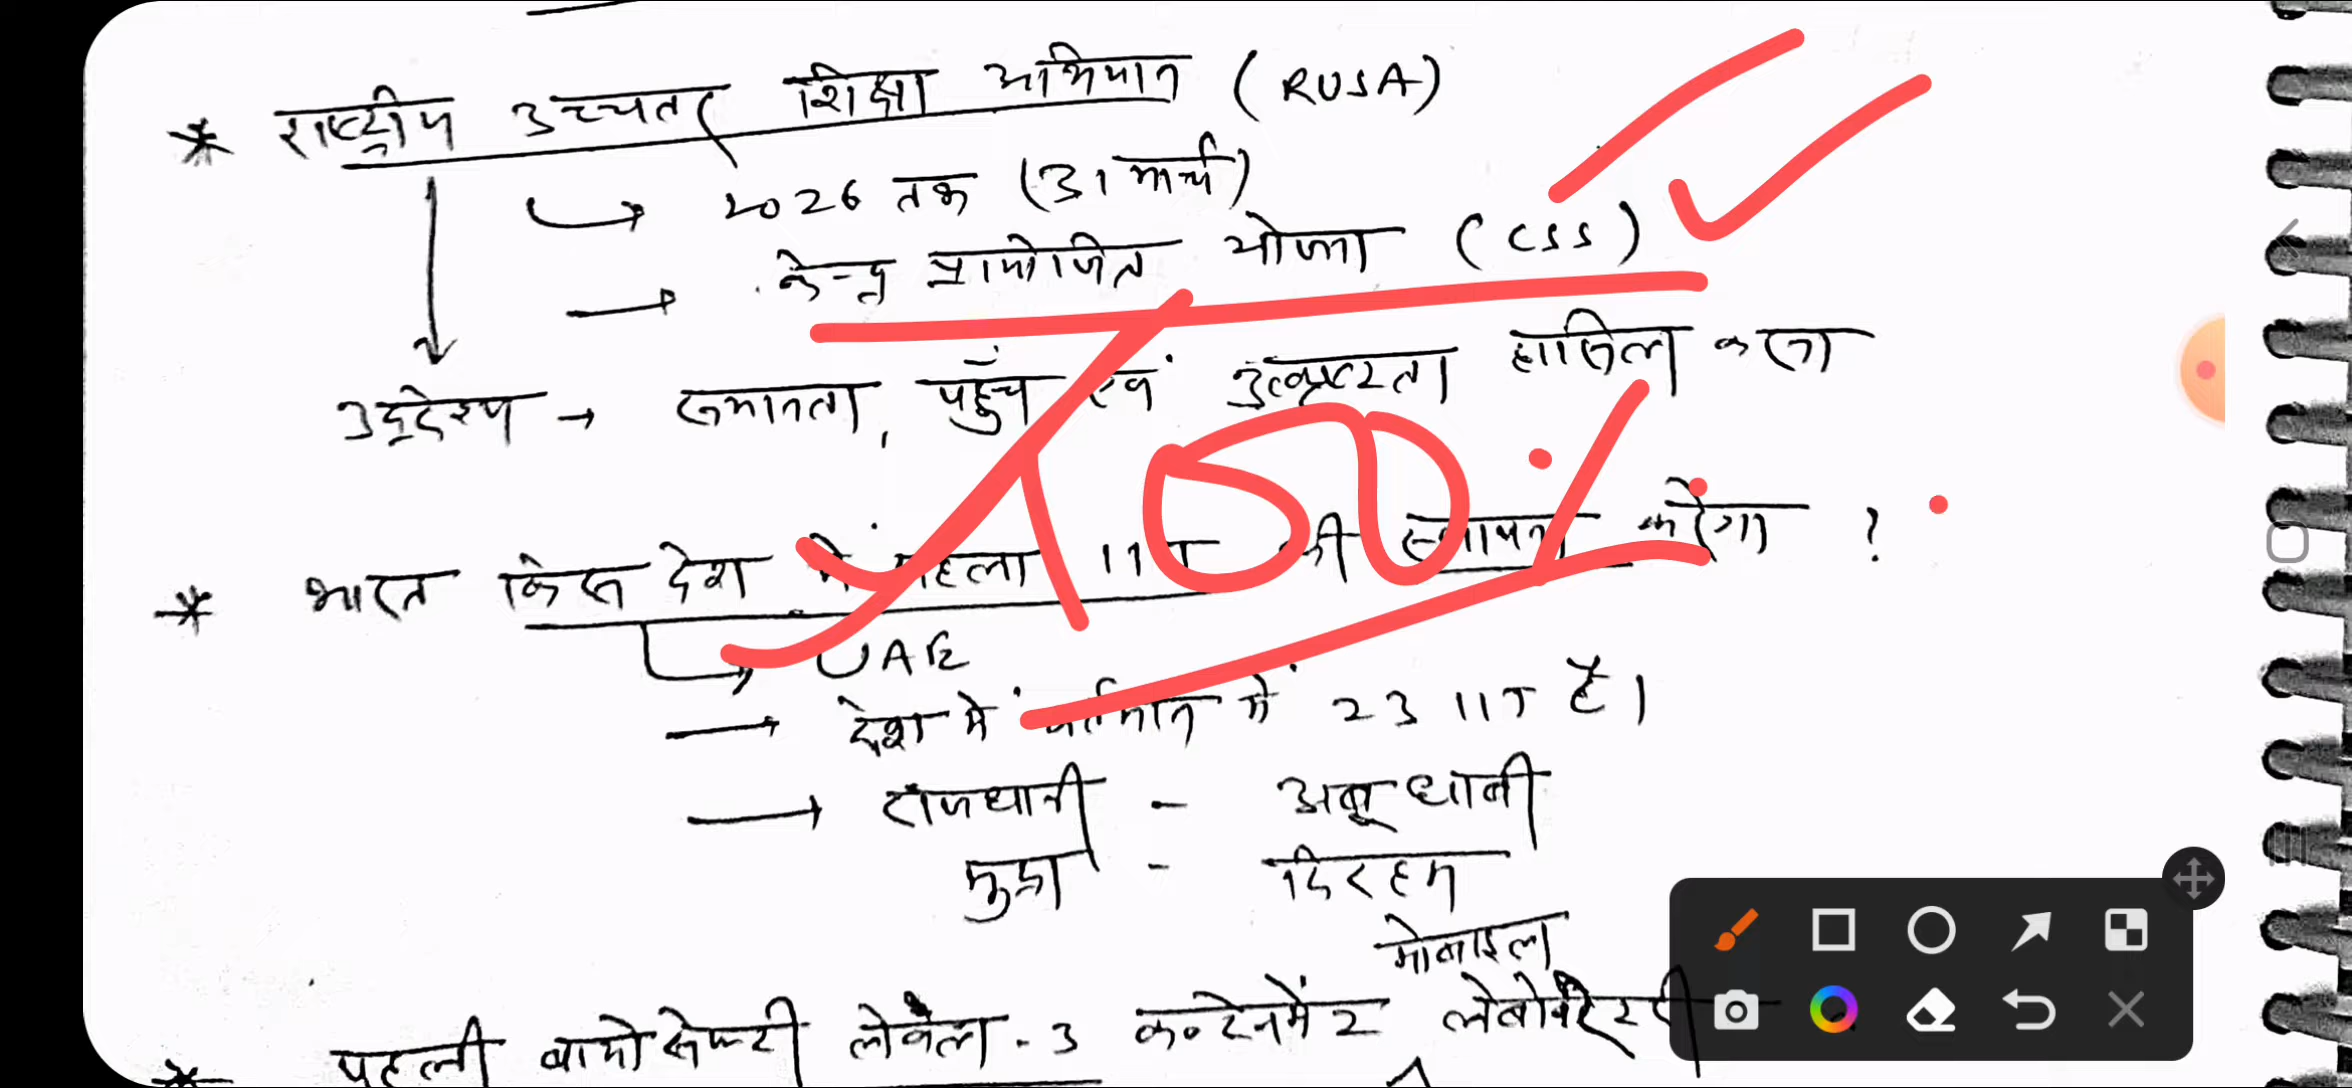 * राष्ट्रीय उच्चतर शिक्षा अभियान (RUSA)
↳ 2026 तक (31 मार्च)
→ केन्द्र प्रायोजित योजना (CSS)
उद्देश्य → समानता, पहुँच एवं उत्कृष्टता हासिल करना
100%
* भारत किस देश में पहला IIT की स्थापना करेगा ?
↳ UAE
→ देश में वर्तमान में 23 IIT है।
→ राजधानी - अबू धाबी
मुद्रा - दिरहम
मोबाइल
* पहली बायोसेफ्टी लेवल - 3 कन्टेनमेंट लेबोरेटरी